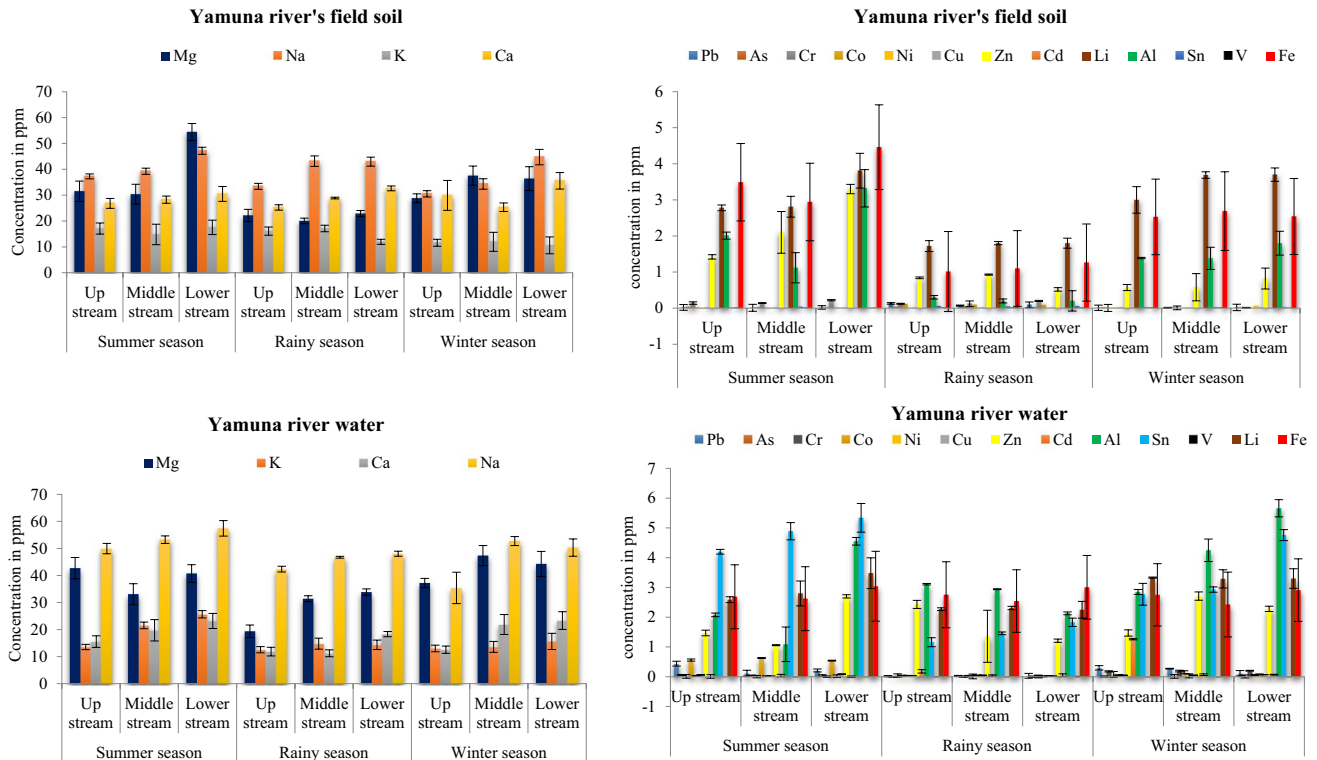 Yamuna river's field soil
Mg Na K Ca
Concentration in ppm
70
60
50
40
30
20
10
0
Up stream Middle stream Lower stream Up stream Middle stream Lower stream Up stream Middle stream Lower stream
Summer season Rainy season Winter season
Yamuna river's field soil
Pb As Cr Co Ni Cu Zn Cd Li Al Sn V Fe
concentration in ppm
6
5
4
3
2
1
0
-1
Up stream Middle stream Lower stream Up stream Middle stream Lower stream Up stream Middle stream Lower stream
Summer season Rainy season Winter season
Yamuna river water
Mg K Ca Na
Concentration in ppm
70
60
50
40
30
20
10
0
Up stream Middle stream Lower stream Up stream Middle stream Lower stream Up stream Middle stream Lower stream
Summer season Rainy season Winter season
Yamuna river water
Pb As Cr Co Ni Cu Zn Cd Al Sn V Li Fe
concentration in ppm
7
6
5
4
3
2
1
0
-1
Up stream Middle stream Lower stream Up stream Middle stream Lower stream Up stream Middle stream Lower stream
Summer season Rainy season Winter season